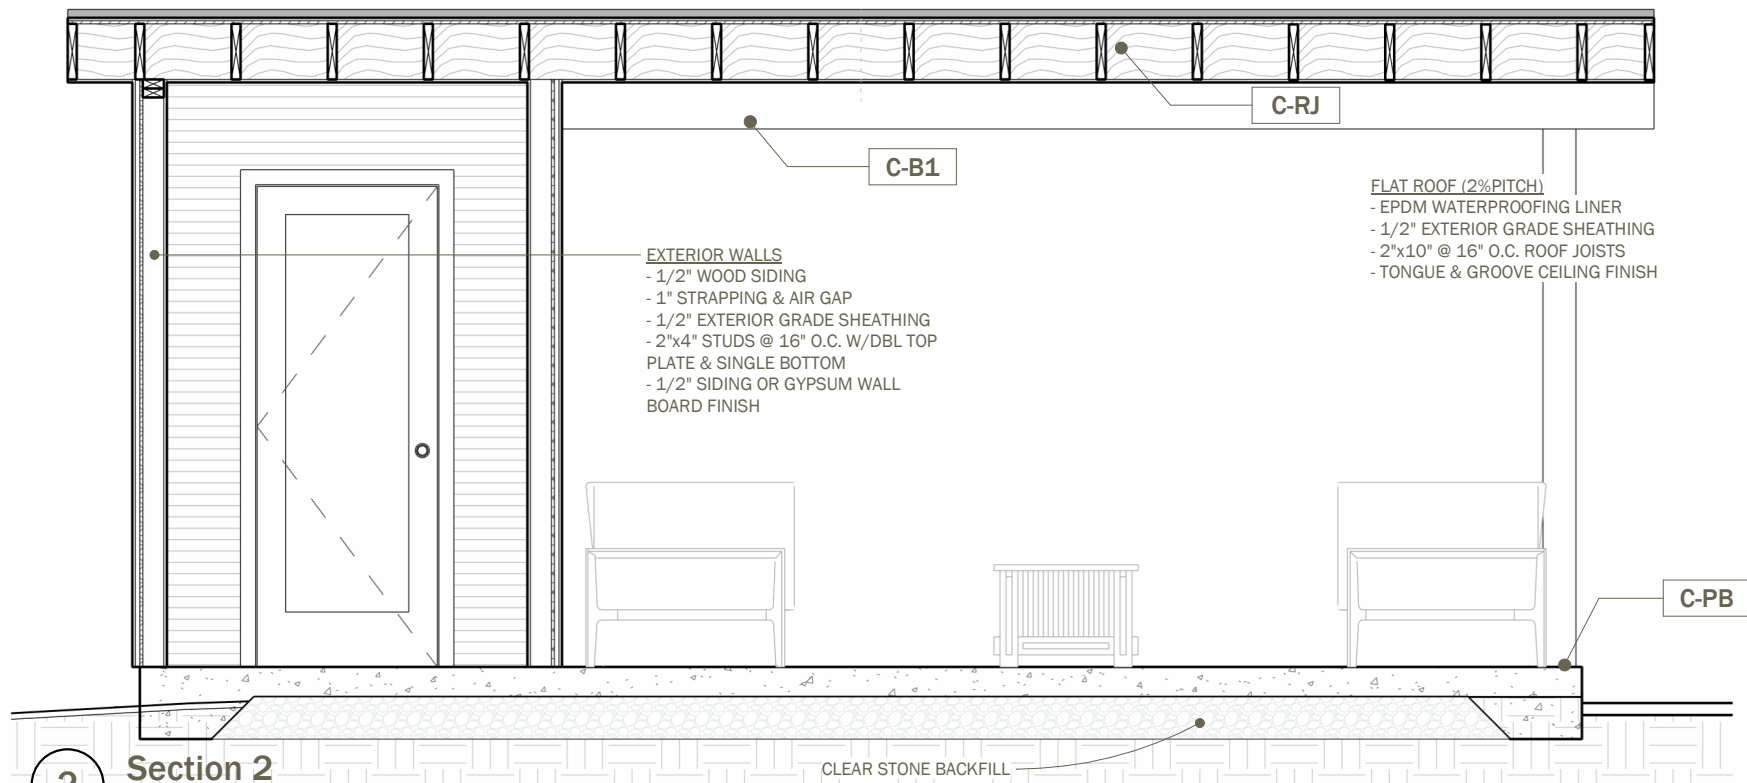 C-RJ
C-B1
FLAT ROOF (2%PITCH)
- EPDM WATERPROOFING LINER
- 1/2" EXTERIOR GRADE SHEATHING
- 2"x10" @ 16" O.C. ROOF JOISTS
- TONGUE & GROOVE CEILING FINISH
EXTERIOR WALLS
- 1/2" WOOD SIDING
- 1" STRAPPING & AIR GAP
- 1/2" EXTERIOR GRADE SHEATHING
- 2"x4" STUDS @ 16" O.C. W/DBL TOP
PLATE & SINGLE BOTTOM
- 1/2" SIDING OR GYPSUM WALL
BOARD FINISH
C-PB
Section 2
CLEAR STONE BACKFILL